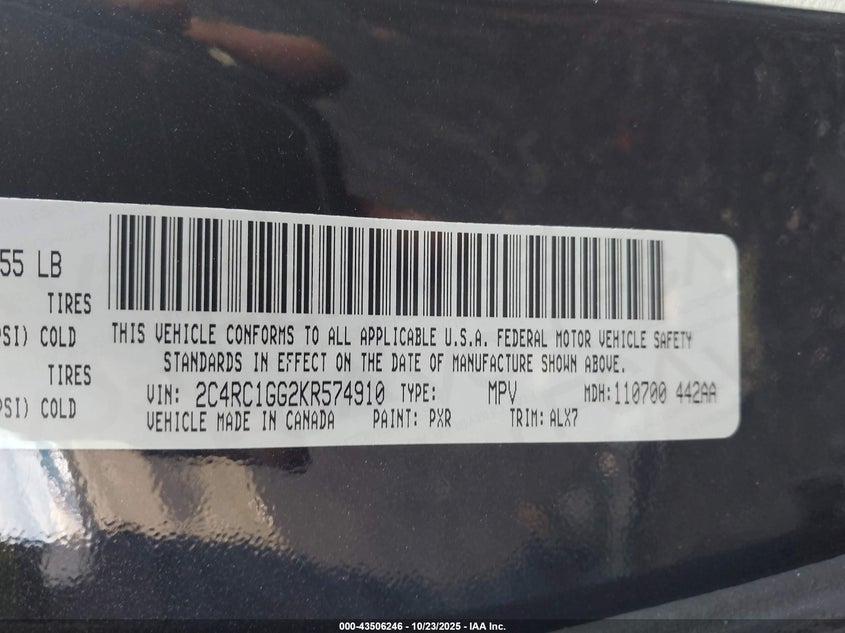 55 LB
TIRES
PSI) COLD
TIRES
PSI) COLD
THIS VEHICLE CONFORMS TO ALL APPLICABLE U.S.A. FEDERAL MOTOR VEHICLE SAFETY
STANDARDS IN EFFECT ON THE DATE OF MANUFACTURE SHOWN ABOVE.
VIN: 2C4RC1GG2KR574910 TYPE: MPV MDH:110700 442AA
VEHICLE MADE IN CANADA PAINT: PXR TRIM: ALX7
000-43506246 - 10/23/2025 - IAA Inc.